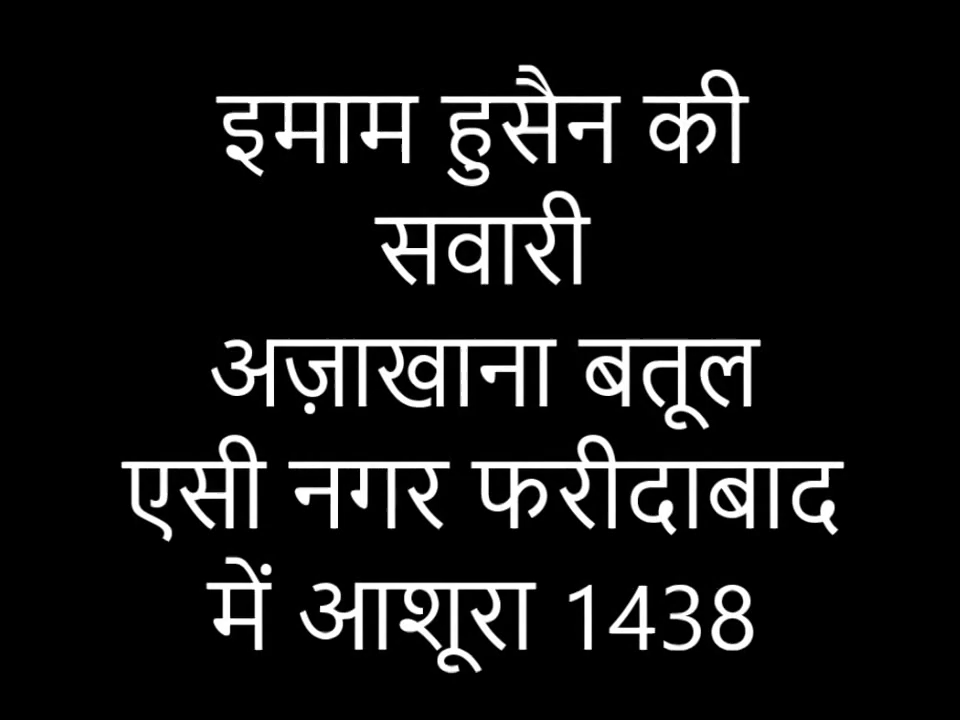 इमाम हुसैन की
सवारी
अज़ाखाना बतूल
एसी नगर फरीदाबाद
में आशूरा 1438